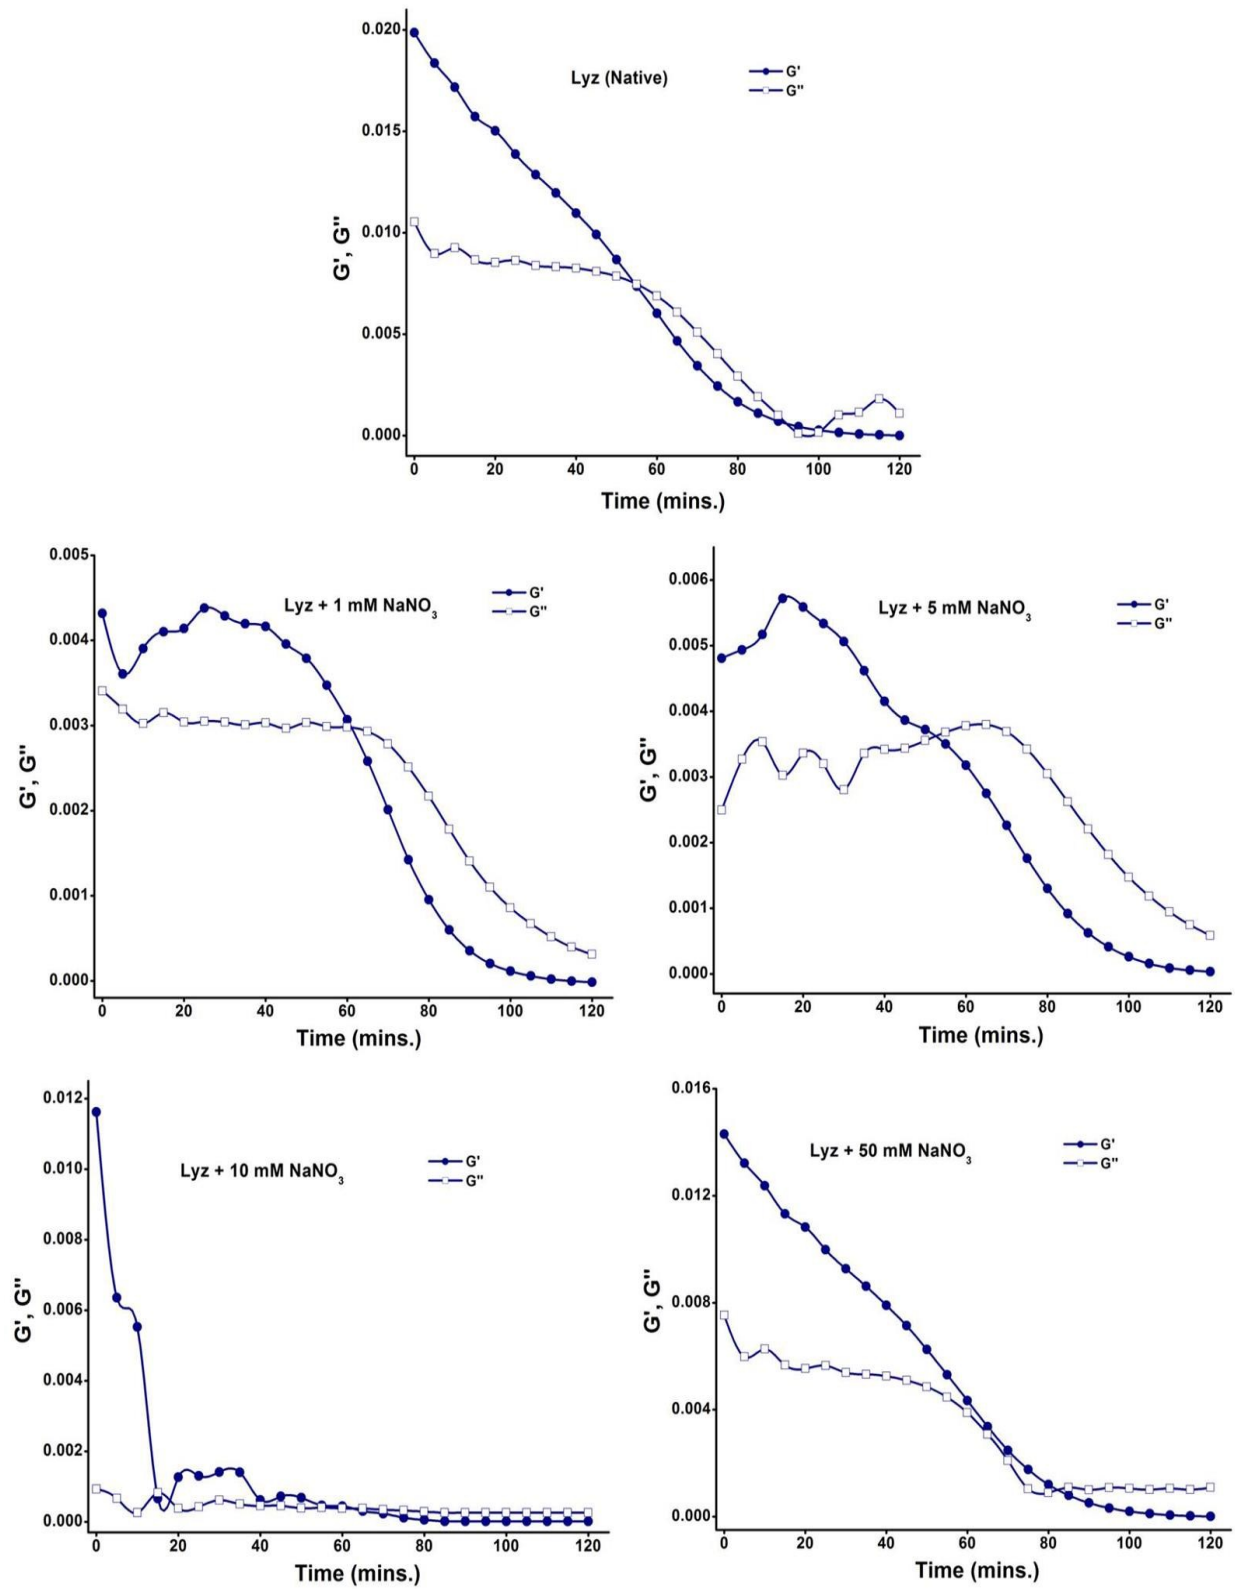 Lyz (Native)
G'
G"
G', G"
0.020
0.015
0.010
0.005
0.000
0 20 40 60 80 100 120
Time (mins.)
Lyz + 1 mM NaNO3
G'
G"
G', G"
0.005
0.004
0.003
0.002
0.001
0.000
0 20 40 60 80 100 120
Time (mins.)
Lyz + 5 mM NaNO3
G'
G"
G', G"
0.006
0.005
0.004
0.003
0.002
0.001
0.000
0 20 40 60 80 100 120
Time (mins.)
Lyz + 10 mM NaNO3
G'
G"
G', G"
0.012
0.010
0.008
0.006
0.004
0.002
0.000
0 20 40 60 80 100 120
Time (mins.)
Lyz + 50 mM NaNO3
G'
G"
G', G"
0.016
0.012
0.008
0.004
0.000
0 20 40 60 80 100 120
Time (mins.)